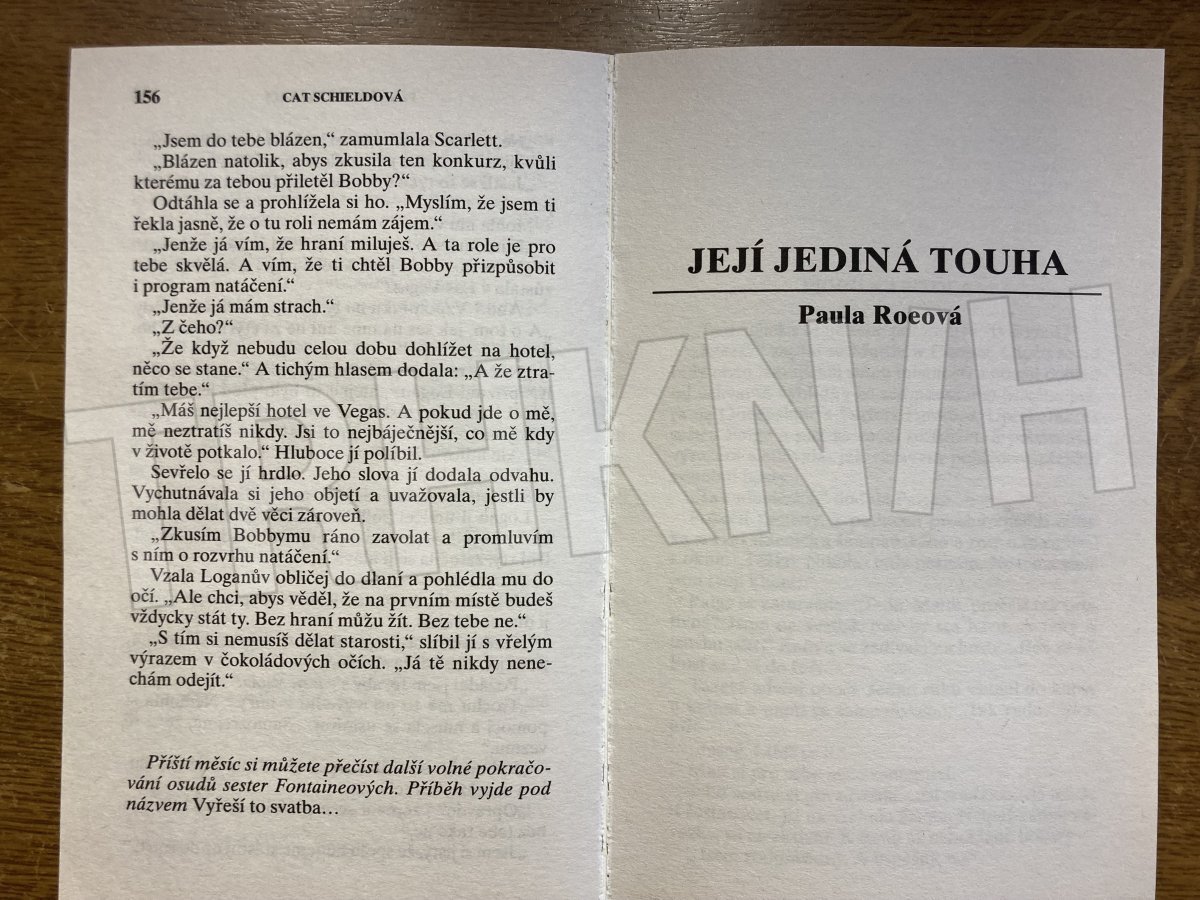 156
CAT SCHIELDOVÁ
„Jsem do tebe blázen,“ zamumlala Scarlett.
„Blázen natolik, abys zkusila ten konkurz, kvůli
kterému za tebou přiletěl Bobby?“
Odtáhla se a prohlížela si ho. „Myslím, že jsem ti
řekla jasně, že o tu roli nemám zájem.“
„Jenže já vím, že hraní miluješ. A ta role je pro
tebe skvělá. A vím, že ti chtěl Bobby přizpůsobit
i program natáčení.“
„Jenže já mám strach.“
„Z čeho?“
„Že když nebudu celou dobu dohlížet na hotel,
něco se stane.“ A tichým hlasem dodala: „A že ztra-
tím tebe.“
„Máš nejlepší hotel ve Vegas. A pokud jde o mě,
mě neztratíš nikdy. Jsi to nejbáječnější, co mě kdy
v životě potkalo.“ Hluboce jí políbil.
Sevřelo se jí hrdlo. Jeho slova jí dodala odvahu.
Vychutnávala si jeho objetí a uvažovala, jestli by
mohla dělat dvě věci zároveň.
„Zkusím Bobbymu ráno zavolat a promluvím
s ním o rozvrhu natáčení.“
Vzala Loganův obličej do dlaní a pohlédla mu do
očí. „Ale chci, abys věděl, že na prvním místě budeš
vždycky stát ty. Bez hraní můžu žít. Bez tebe ne.“
„S tím si nemusíš dělat starosti,“ slíbil jí s vřelým
výrazem v čokoládových očích. „Já tě nikdy nene-
chám odejít.“
Příští měsíc si můžete přečíst další volné pokračo-
vání osudů sester Fontaineových. Příběh vyjde pod
názvem Vyřeší to svatba…
JEJÍ JEDINÁ TOUHA
Paula Roeová
TRHKNIH